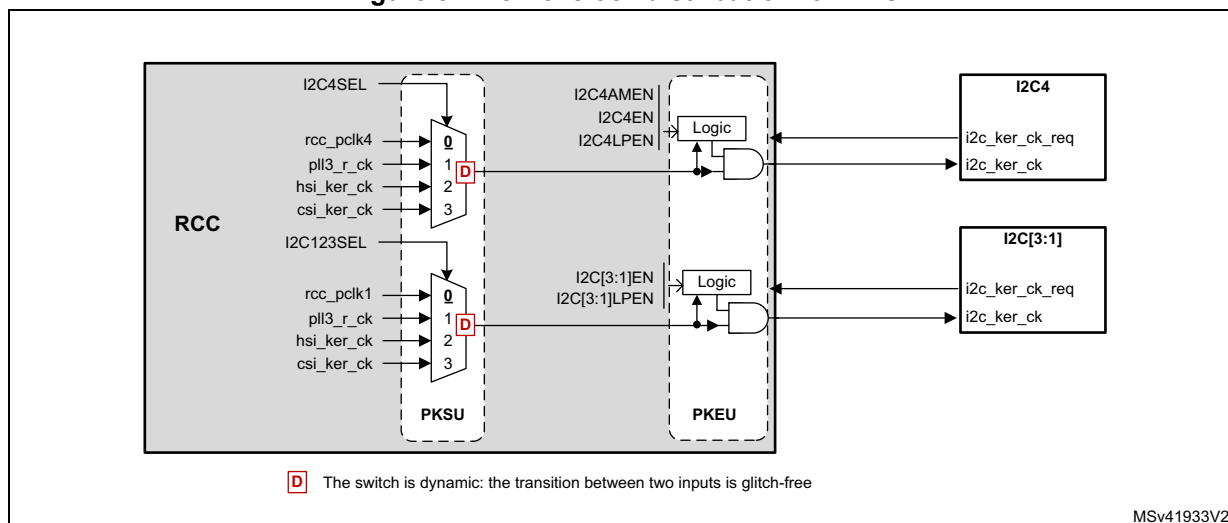 I2C4SEL
rcc_pclk4
pll3_r_ck
hsi_ker_ck
csi_ker_ck
0
1
2
3
D
I2C4AMEN
I2C4EN
I2C4LPEN
Logic
I2C4
i2c_ker_ck_req
i2c_ker_ck
RCC
I2C123SEL
rcc_pclk1
pll3_r_ck
hsi_ker_ck
csi_ker_ck
0
1
2
3
D
I2C[3:1]EN
I2C[3:1]LPEN
Logic
I2C[3:1]
i2c_ker_ck_req
i2c_ker_ck
PKSU
PKEU
D The switch is dynamic: the transition between two inputs is glitch-free
MSv41933V2